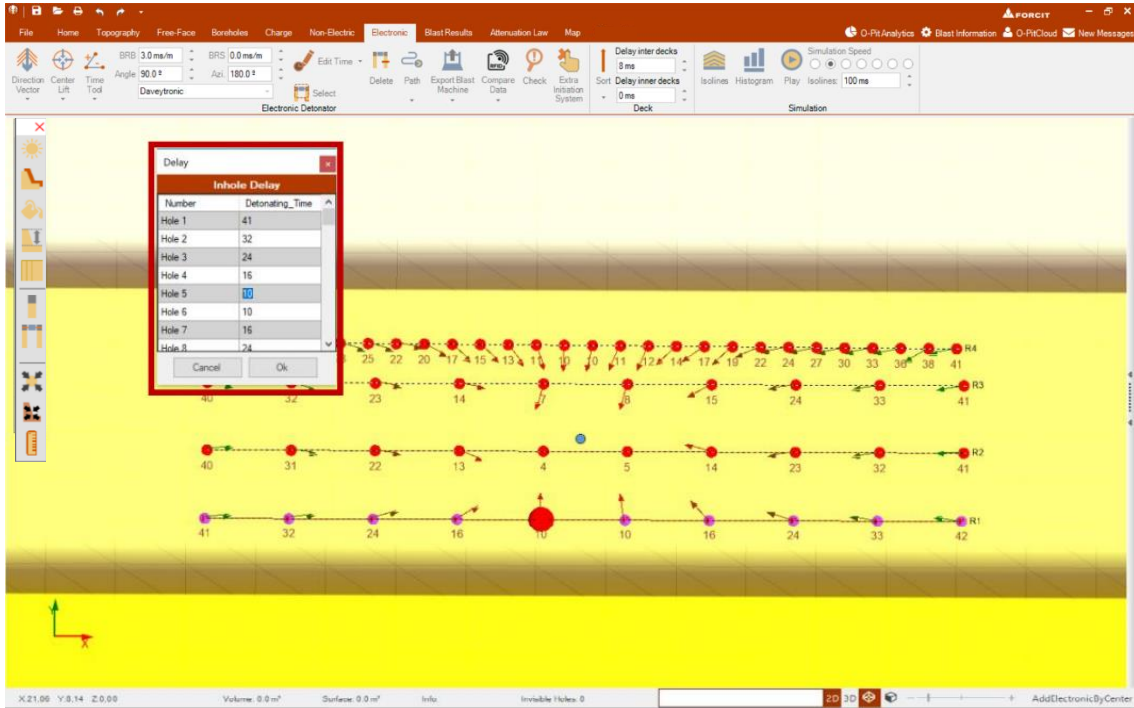 FORCIT
File Home Topography Free-Face Boreholes Charge Non-Electric Electronic Blast Results Attenuation Law Map O-PitAnalytics Blast Information O-PitCloud New Messages
BRB 3.0 ms/m BRS 0.0 ms/m
Angle 90.0 º Azi. 180.0 º
Daveytronic
Direction Vector
Center Lift
Time Tool
Edit Time
Select
Delete Path
Export Blast Machine
Compare Data
RFID
Check
Extra Initiation System
Electronic Detonator
Sort
Delay inter decks
8 ms
Delay inner decks
0 ms
Deck
Isolines Histogram Play
Simulation Speed
Isolines: 100 ms
Simulation
Delay
Inhole Delay
Number Detonating_Time
Hole 1 41
Hole 2 32
Hole 3 24
Hole 4 16
Hole 5 10
Hole 6 10
Hole 7 16
Hole 8 24
Cancel Ok
R4
25 22 20 17 15 13 11 10 10 11 12 14 17 19 22 24 27 30 33 36 38 41
R3
40 32 23 14 7 8 15 24 33 41
R2
40 31 22 13 4 5 14 23 32 41
R1
41 32 24 16 10 10 16 24 33 42
Y
X
X:21,06 Y:8,14 Z:0,00 Volume: 0.0 m³ Surface: 0.0 m² Info: Invisible Holes: 0 2D 3D AddElectronicByCenter